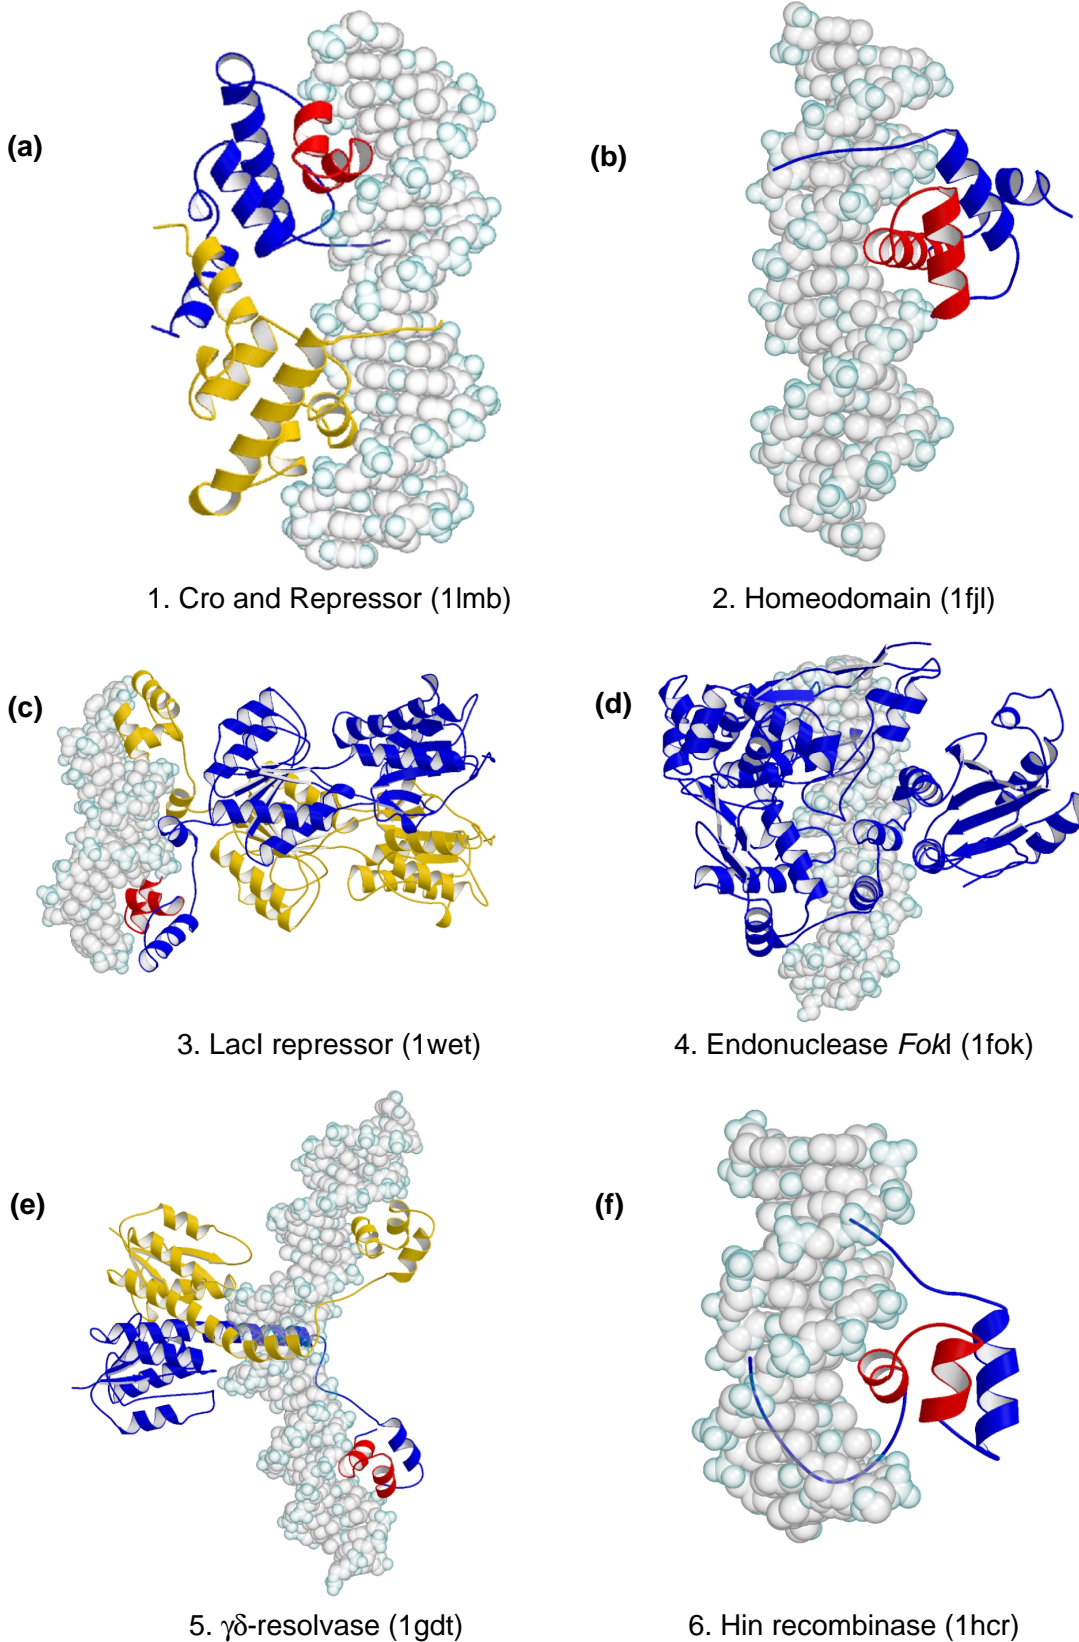 (a)
(b)
1. Cro and Repressor (1lmb)
2. Homeodomain (1fjl)
(c)
(d)
3. LacI repressor (1wet)
4. Endonuclease FokI (1fok)
(e)
(f)
5. γδ-resolvase (1gdt)
6. Hin recombinase (1hcr)